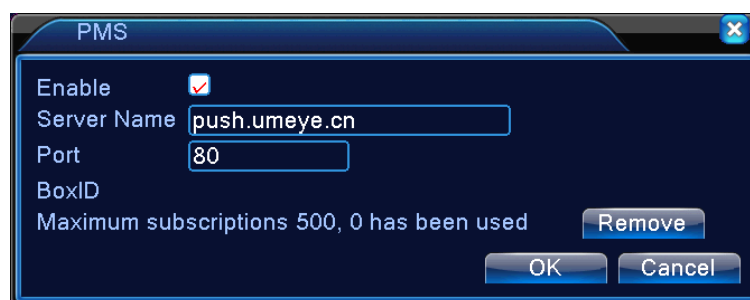 PMS
Enable
Server Name push.umeye.cn
Port 80
BoxID
Maximum subscriptions 500, 0 has been used Remove
OK Cancel